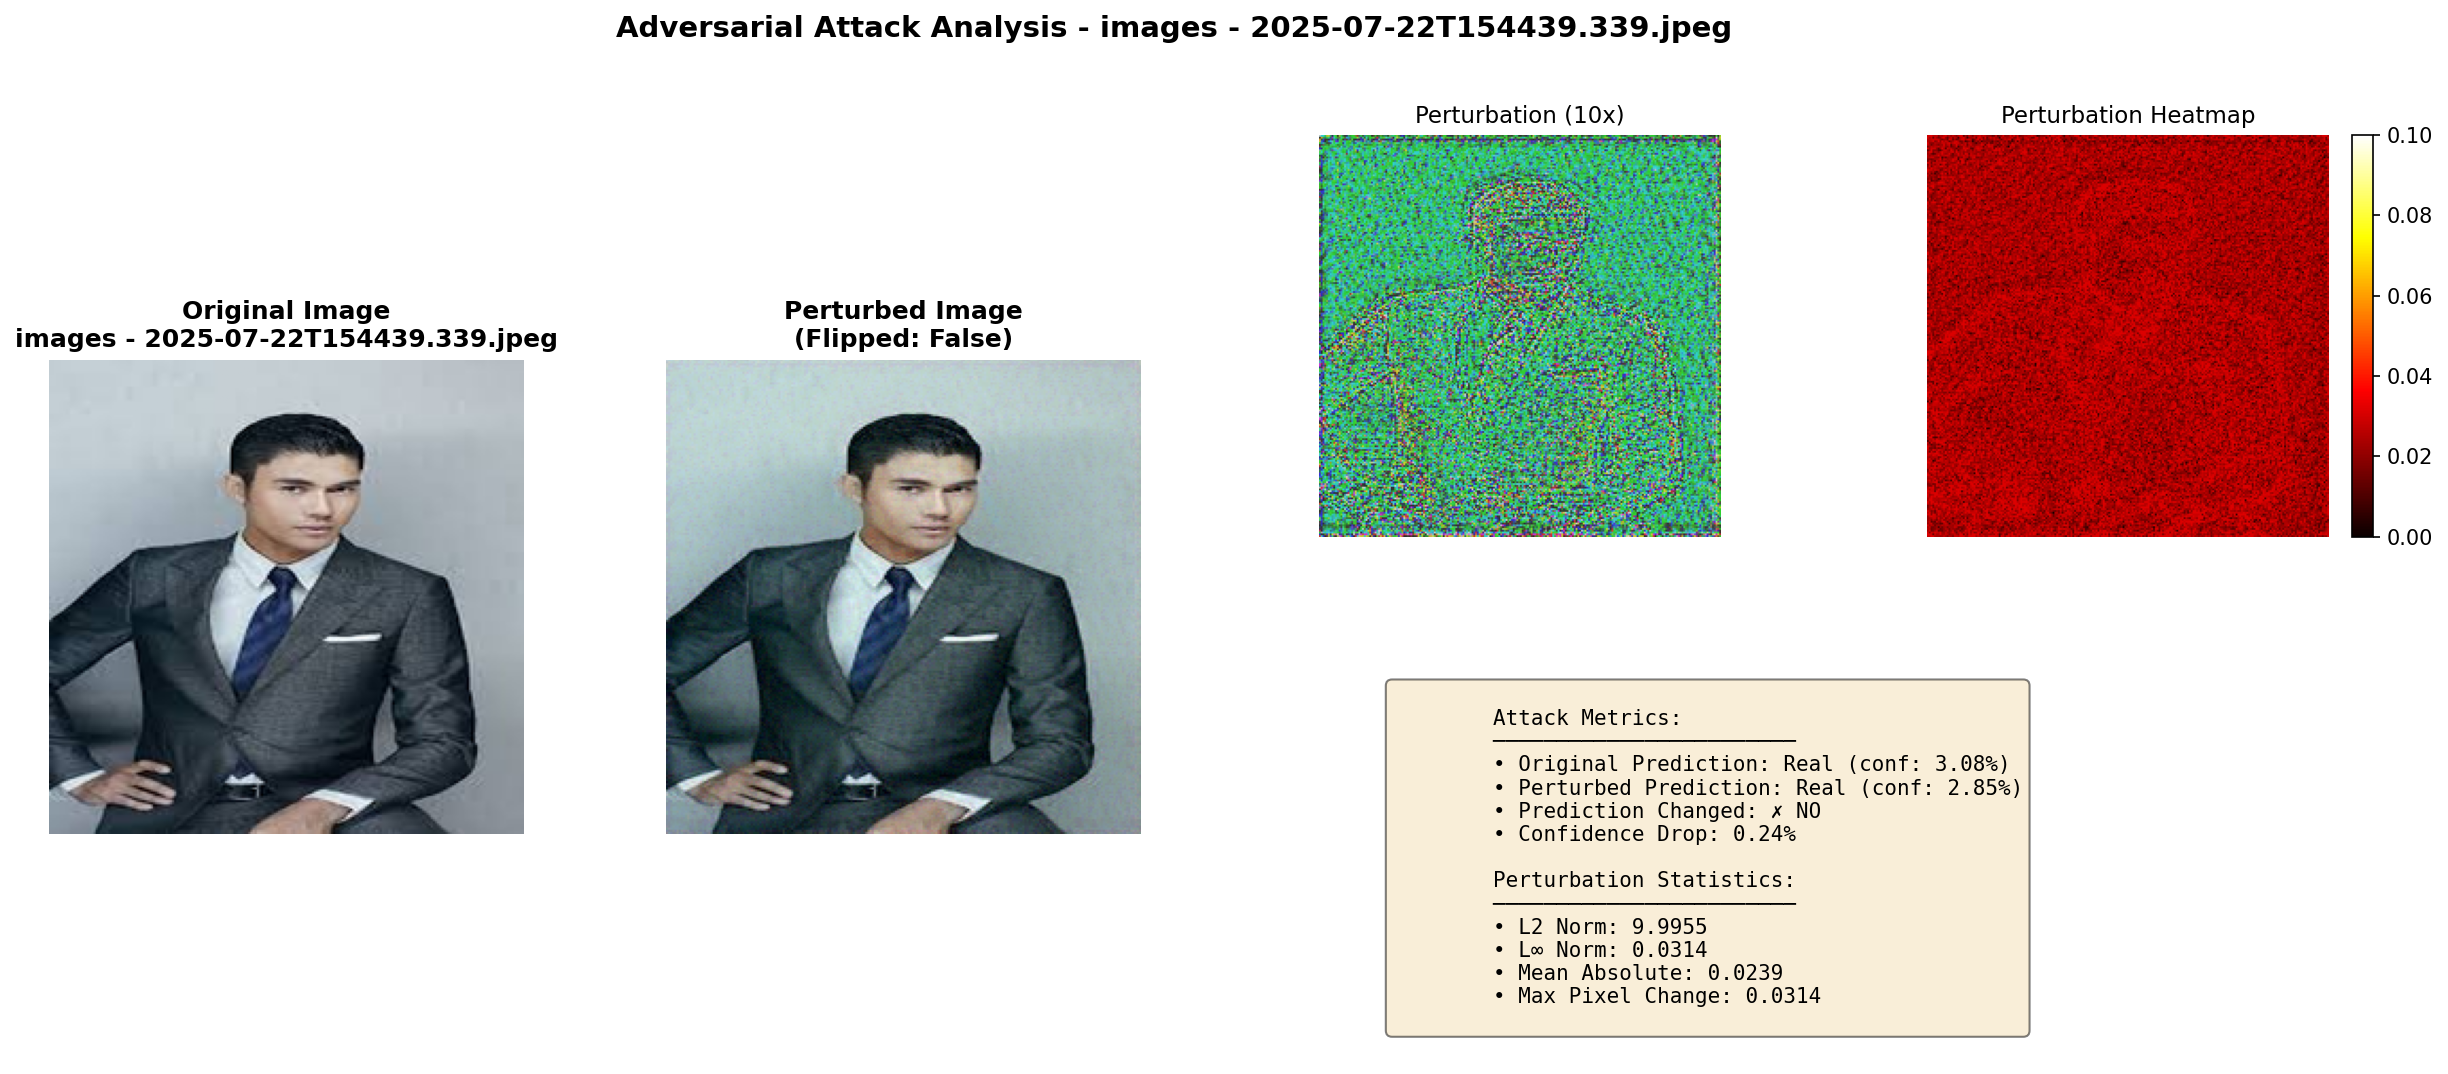 Adversarial Attack Analysis - images - 2025-07-22T154439.339.jpeg
Original Image
images - 2025-07-22T154439.339.jpeg
Perturbed Image
(Flipped: False)
Perturbation (10x)
Perturbation Heatmap
0.10
0.08
0.06
0.04
0.02
0.00
Attack Metrics:
• Original Prediction: Real (conf: 3.08%)
• Perturbed Prediction: Real (conf: 2.85%)
• Prediction Changed: ✗ NO
• Confidence Drop: 0.24%
Perturbation Statistics:
• L2 Norm: 9.9955
• L∞ Norm: 0.0314
• Mean Absolute: 0.0239
• Max Pixel Change: 0.0314